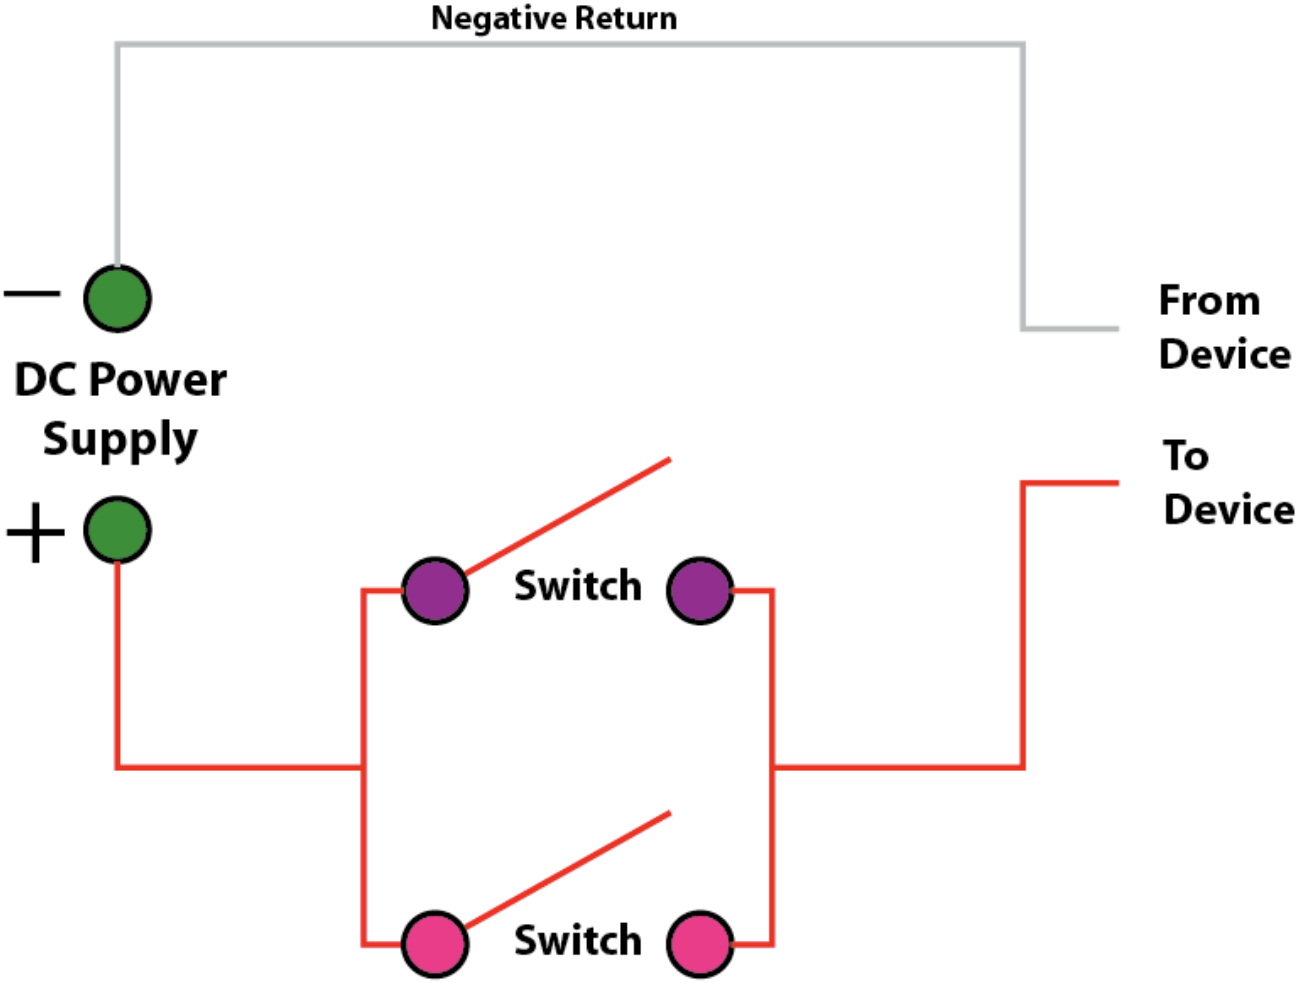 Negative Return
−
DC Power
Supply
+
From
Device
To
Device
Switch
Switch